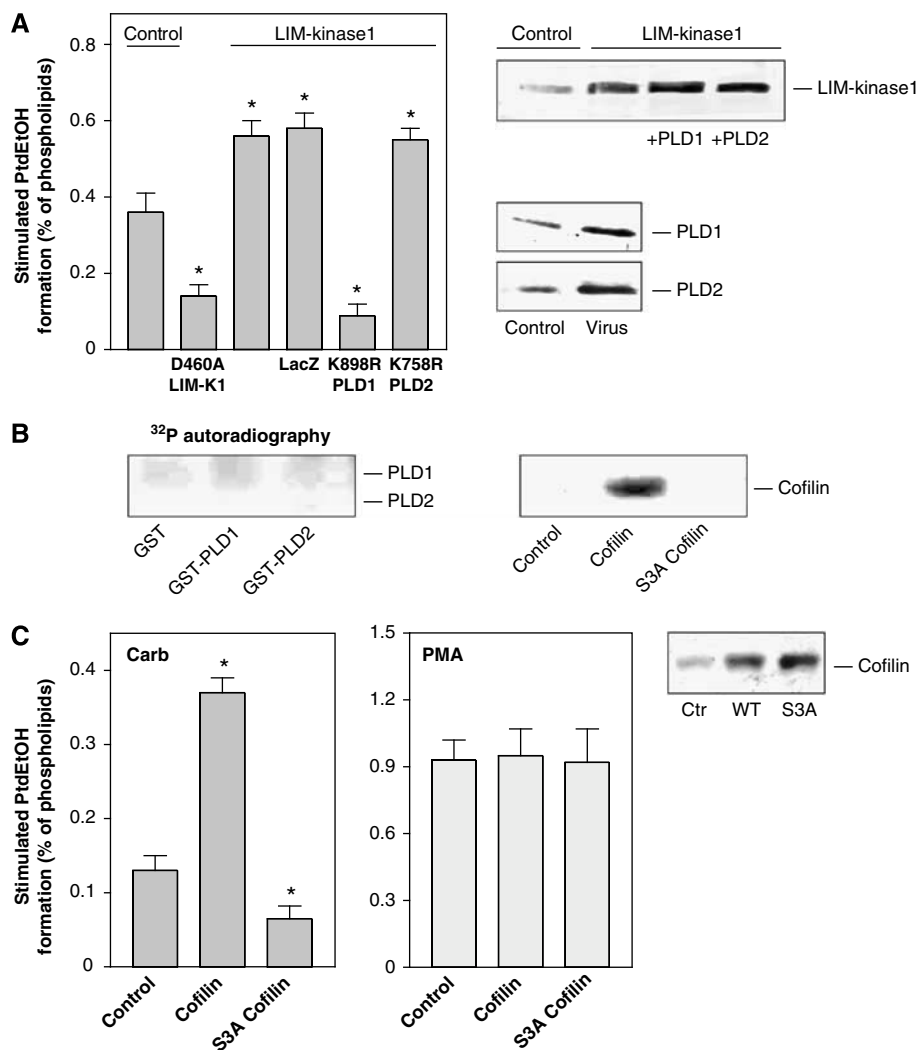 A
Control
LIM-kinase1
Stimulated PtdEtOH
formation (% of phospholipids)
0.8
0.6
0.4
0.2
0
*
*
*
*
*
D460A
LIM-K1
LacZ
K898R
PLD1
K758R
PLD2
Control
LIM-kinase1
LIM-kinase1
+PLD1 +PLD2
PLD1
PLD2
Control Virus
B
32P autoradiography
PLD1
PLD2
GST
GST-PLD1
GST-PLD2
Cofilin
Control
Cofilin
S3A Cofilin
C
Stimulated PtdEtOH
formation (% of phospholipids)
Carb
0.4
0.3
0.2
0.1
0
*
*
Control
Cofilin
S3A Cofilin
PMA
1.5
1.2
0.9
0.6
0.3
0
Control
Cofilin
S3A Cofilin
Cofilin
Ctr WT S3A